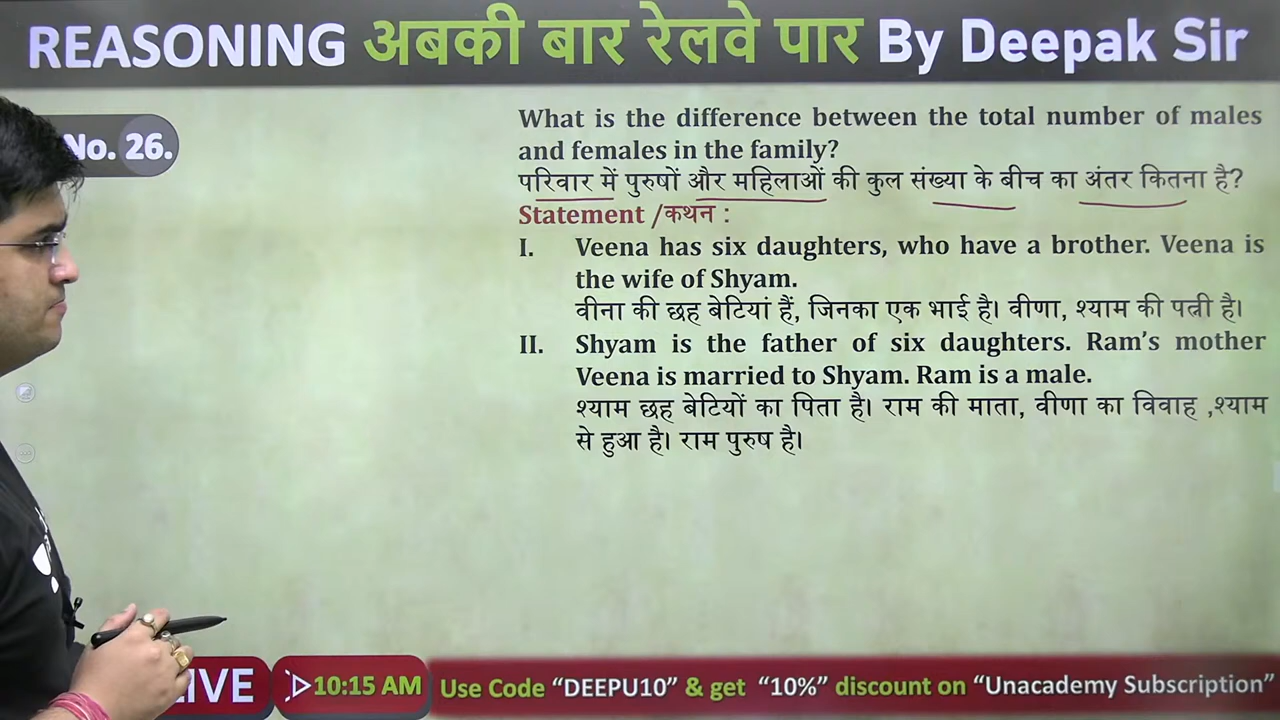 REASONING अबकी बार रेलवे पार By Deepak Sir
No. 26.
What is the difference between the total number of males
and females in the family?
परिवार में पुरुषों और महिलाओं की कुल संख्या के बीच का अंतर कितना है?
Statement /कथन :
I. Veena has six daughters, who have a brother. Veena is
the wife of Shyam.
वीना की छह बेटियां हैं, जिनका एक भाई है। वीणा, श्याम की पत्नी है।
II. Shyam is the father of six daughters. Ram’s mother
Veena is married to Shyam. Ram is a male.
श्याम छह बेटियों का पिता है। राम की माता, वीणा का विवाह ,श्याम
से हुआ है। राम पुरुष है।
LIVE 10:15 AM Use Code “DEEPU10” & get “10%” discount on “Unacademy Subscription”